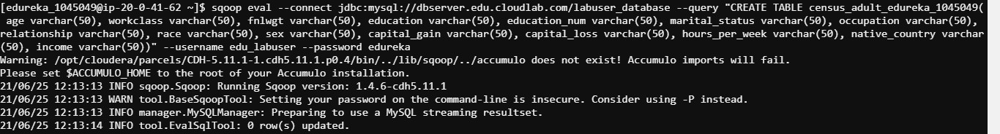 [edureka_1045049@ip-20-0-41-62 ~]$ sqoop eval --connect jdbc:mysql://dbserver.edu.cloudlab.com/labuser_database --query "CREATE TABLE census_adult_edureka_1045049(
 age varchar(50), workclass varchar(50), fnlwgt varchar(50), education varchar(50), education_num varchar(50), marital_status varchar(50), occupation varchar(50),
relationship varchar(50), race varchar(50), sex varchar(50), capital_gain varchar(50), capital_loss varchar(50), hours_per_week varchar(50), native_country varchar
(50), income varchar(50))" --username edu_labuser --password edureka
Warning: /opt/cloudera/parcels/CDH-5.11.1-1.cdh5.11.1.p0.4/bin/../lib/sqoop/../accumulo does not exist! Accumulo imports will fail.
Please set $ACCUMULO_HOME to the root of your Accumulo installation.
21/06/25 12:13:13 INFO sqoop.Sqoop: Running Sqoop version: 1.4.6-cdh5.11.1
21/06/25 12:13:13 WARN tool.BaseSqoopTool: Setting your password on the command-line is insecure. Consider using -P instead.
21/06/25 12:13:13 INFO manager.MySQLManager: Preparing to use a MySQL streaming resultset.
21/06/25 12:13:14 INFO tool.EvalSqlTool: 0 row(s) updated.